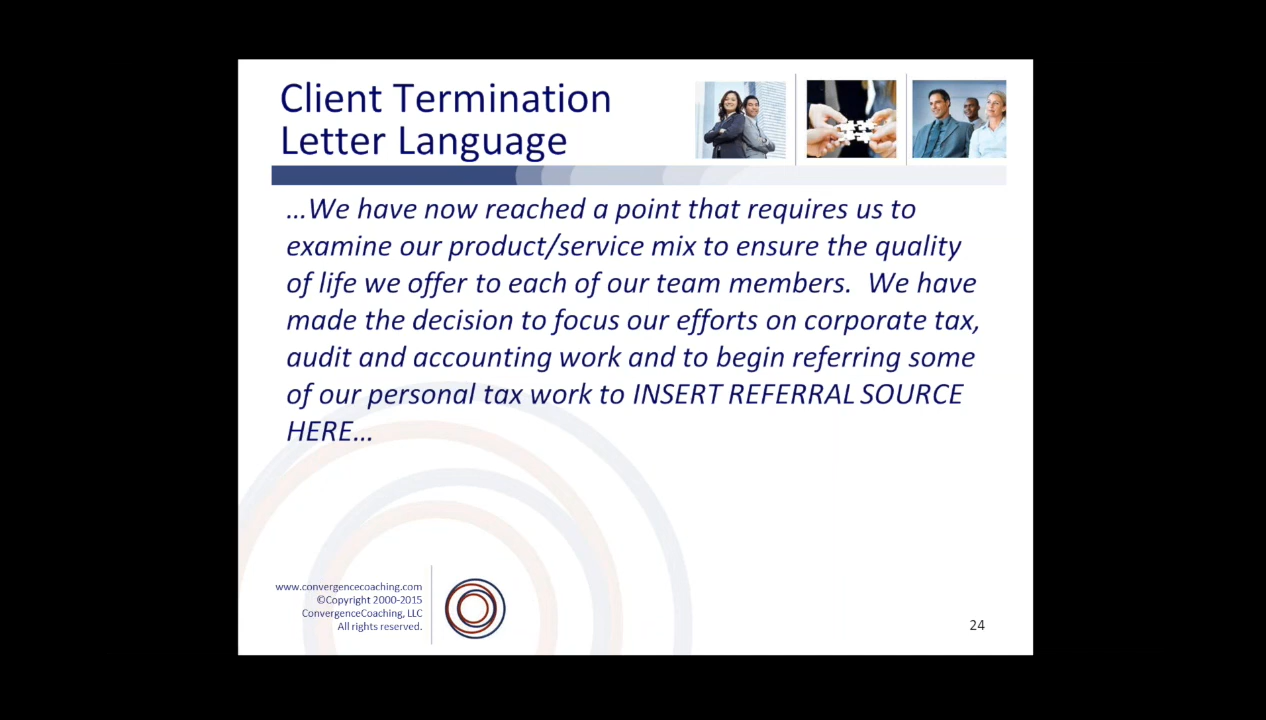 Client Termination
Letter Language
...We have now reached a point that requires us to
examine our product/service mix to ensure the quality
of life we offer to each of our team members.  We have
made the decision to focus our efforts on corporate tax,
audit and accounting work and to begin referring some
of our personal tax work to INSERT REFERRAL SOURCE
HERE...
www.convergencecoaching.com
©Copyright 2000-2015
ConvergenceCoaching, LLC
All rights reserved.
24